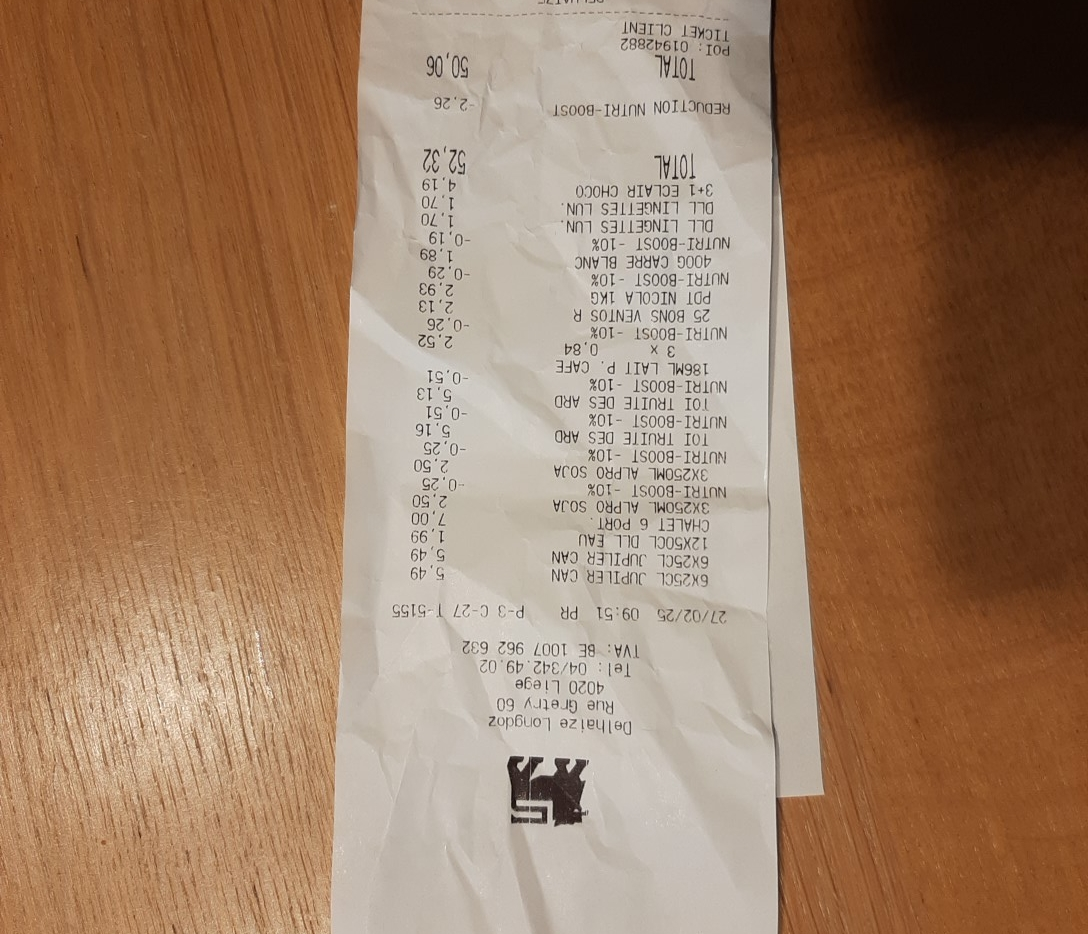 Delhaize Longdoz
Rue Gretry 60
4020 Liege
Tel: 04/342.49.02
TVA: BE 1007 962 632
27/02/25 09:51 PR P-3 C-27 T-5155
6X25CL JUPILER CAN 5,49
6X25CL JUPILER CAN 5,49
12X50CL DLL EAU 1,99
CHALET 6 PORT. 7,00
3X250ML ALPRO SOJA 2,50
NUTRI-BOOST -10% -0,25
3X250ML ALPRO SOJA 2,50
NUTRI-BOOST -10% -0,25
TOI TRUITE DES ARD 5,16
NUTRI-BOOST -10% -0,51
TOI TRUITE DES ARD 5,13
NUTRI-BOOST -10% -0,51
186ML LAIT P. CAFE
3 x 0,84 2,52
NUTRI-BOOST -10% -0,26
25 BONS VENTOS R 2,13
PDT NICOLA 1KG 2,93
NUTRI-BOOST -10% -0,29
400G CARRE BLANC 1,89
NUTRI-BOOST -10% -0,19
DLL LINGETTES LUN. 1,70
DLL LINGETTES LUN. 1,70
3+1 ECLAIR CHOCO 4,19
TOTAL 52,32
REDUCTION NUTRI-BOOST -2,26
TOTAL 50,06
POI: 01942882
TICKET CLIENT